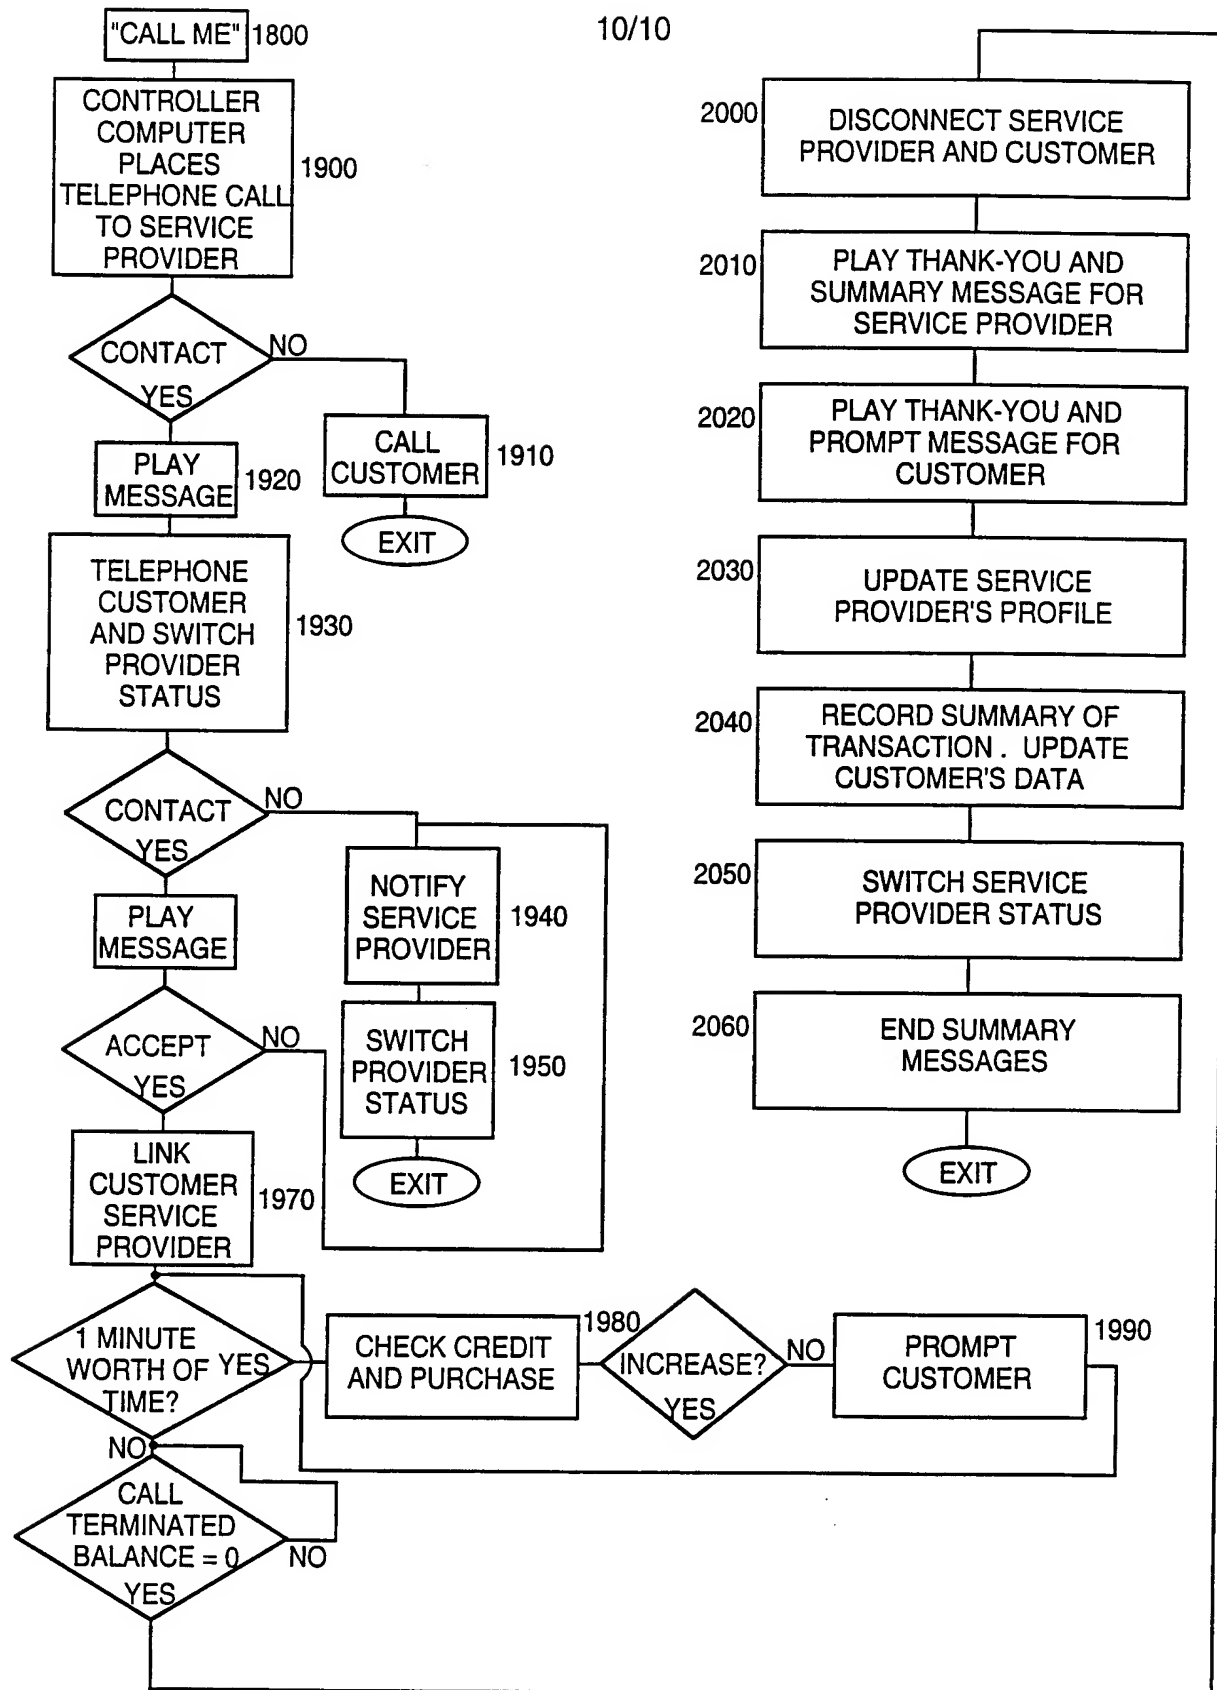 10/10
"CALL ME" 1800
CONTROLLER
COMPUTER
PLACES
TELEPHONE CALL
TO SERVICE
PROVIDER
1900
CONTACT
YES
NO
CALL
CUSTOMER
1910
EXIT
PLAY
MESSAGE
1920
TELEPHONE
CUSTOMER
AND SWITCH
PROVIDER
STATUS
1930
CONTACT
YES
NO
NOTIFY
SERVICE
PROVIDER
1940
SWITCH
PROVIDER
STATUS
1950
EXIT
PLAY
MESSAGE
ACCEPT
YES
NO
LINK
CUSTOMER
SERVICE
PROVIDER
1970
1 MINUTE
WORTH OF
TIME?
YES
NO
CHECK CREDIT
AND PURCHASE
1980
INCREASE?
YES
NO
PROMPT
CUSTOMER
1990
CALL
TERMINATED
BALANCE = 0
YES
NO
2000
DISCONNECT SERVICE
PROVIDER AND CUSTOMER
2010
PLAY THANK-YOU AND
SUMMARY MESSAGE FOR
SERVICE PROVIDER
2020
PLAY THANK-YOU AND
PROMPT MESSAGE FOR
CUSTOMER
2030
UPDATE SERVICE
PROVIDER'S PROFILE
2040
RECORD SUMMARY OF
TRANSACTION . UPDATE
CUSTOMER'S DATA
2050
SWITCH SERVICE
PROVIDER STATUS
2060
END SUMMARY
MESSAGES
EXIT